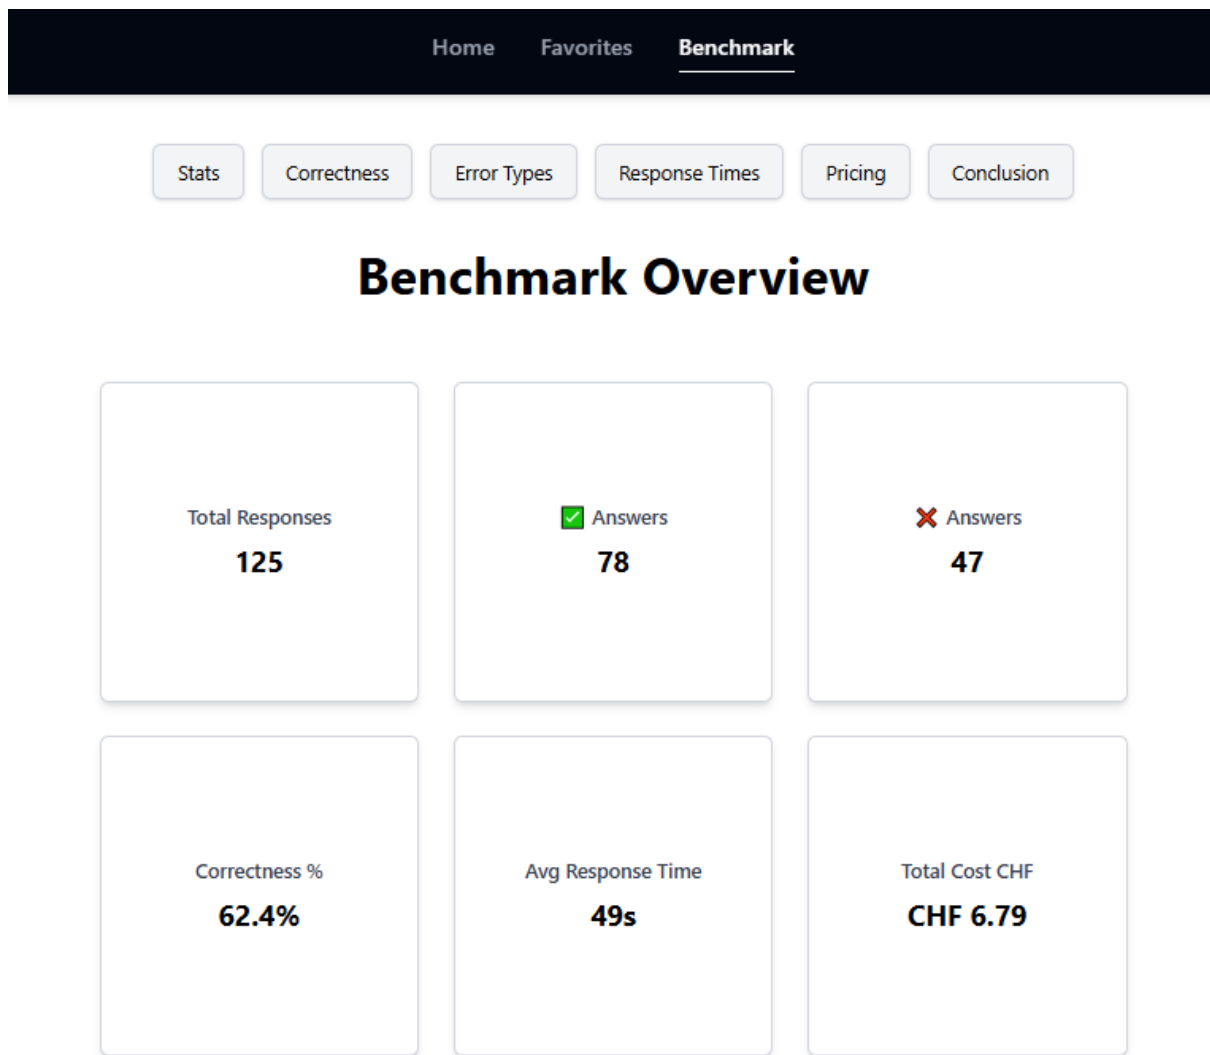 Home Favorites Benchmark
Stats Correctness Error Types Response Times Pricing Conclusion
Benchmark Overview
Total Responses
125
✅ Answers
78
❌ Answers
47
Correctness %
62.4%
Avg Response Time
49s
Total Cost CHF
CHF 6.79